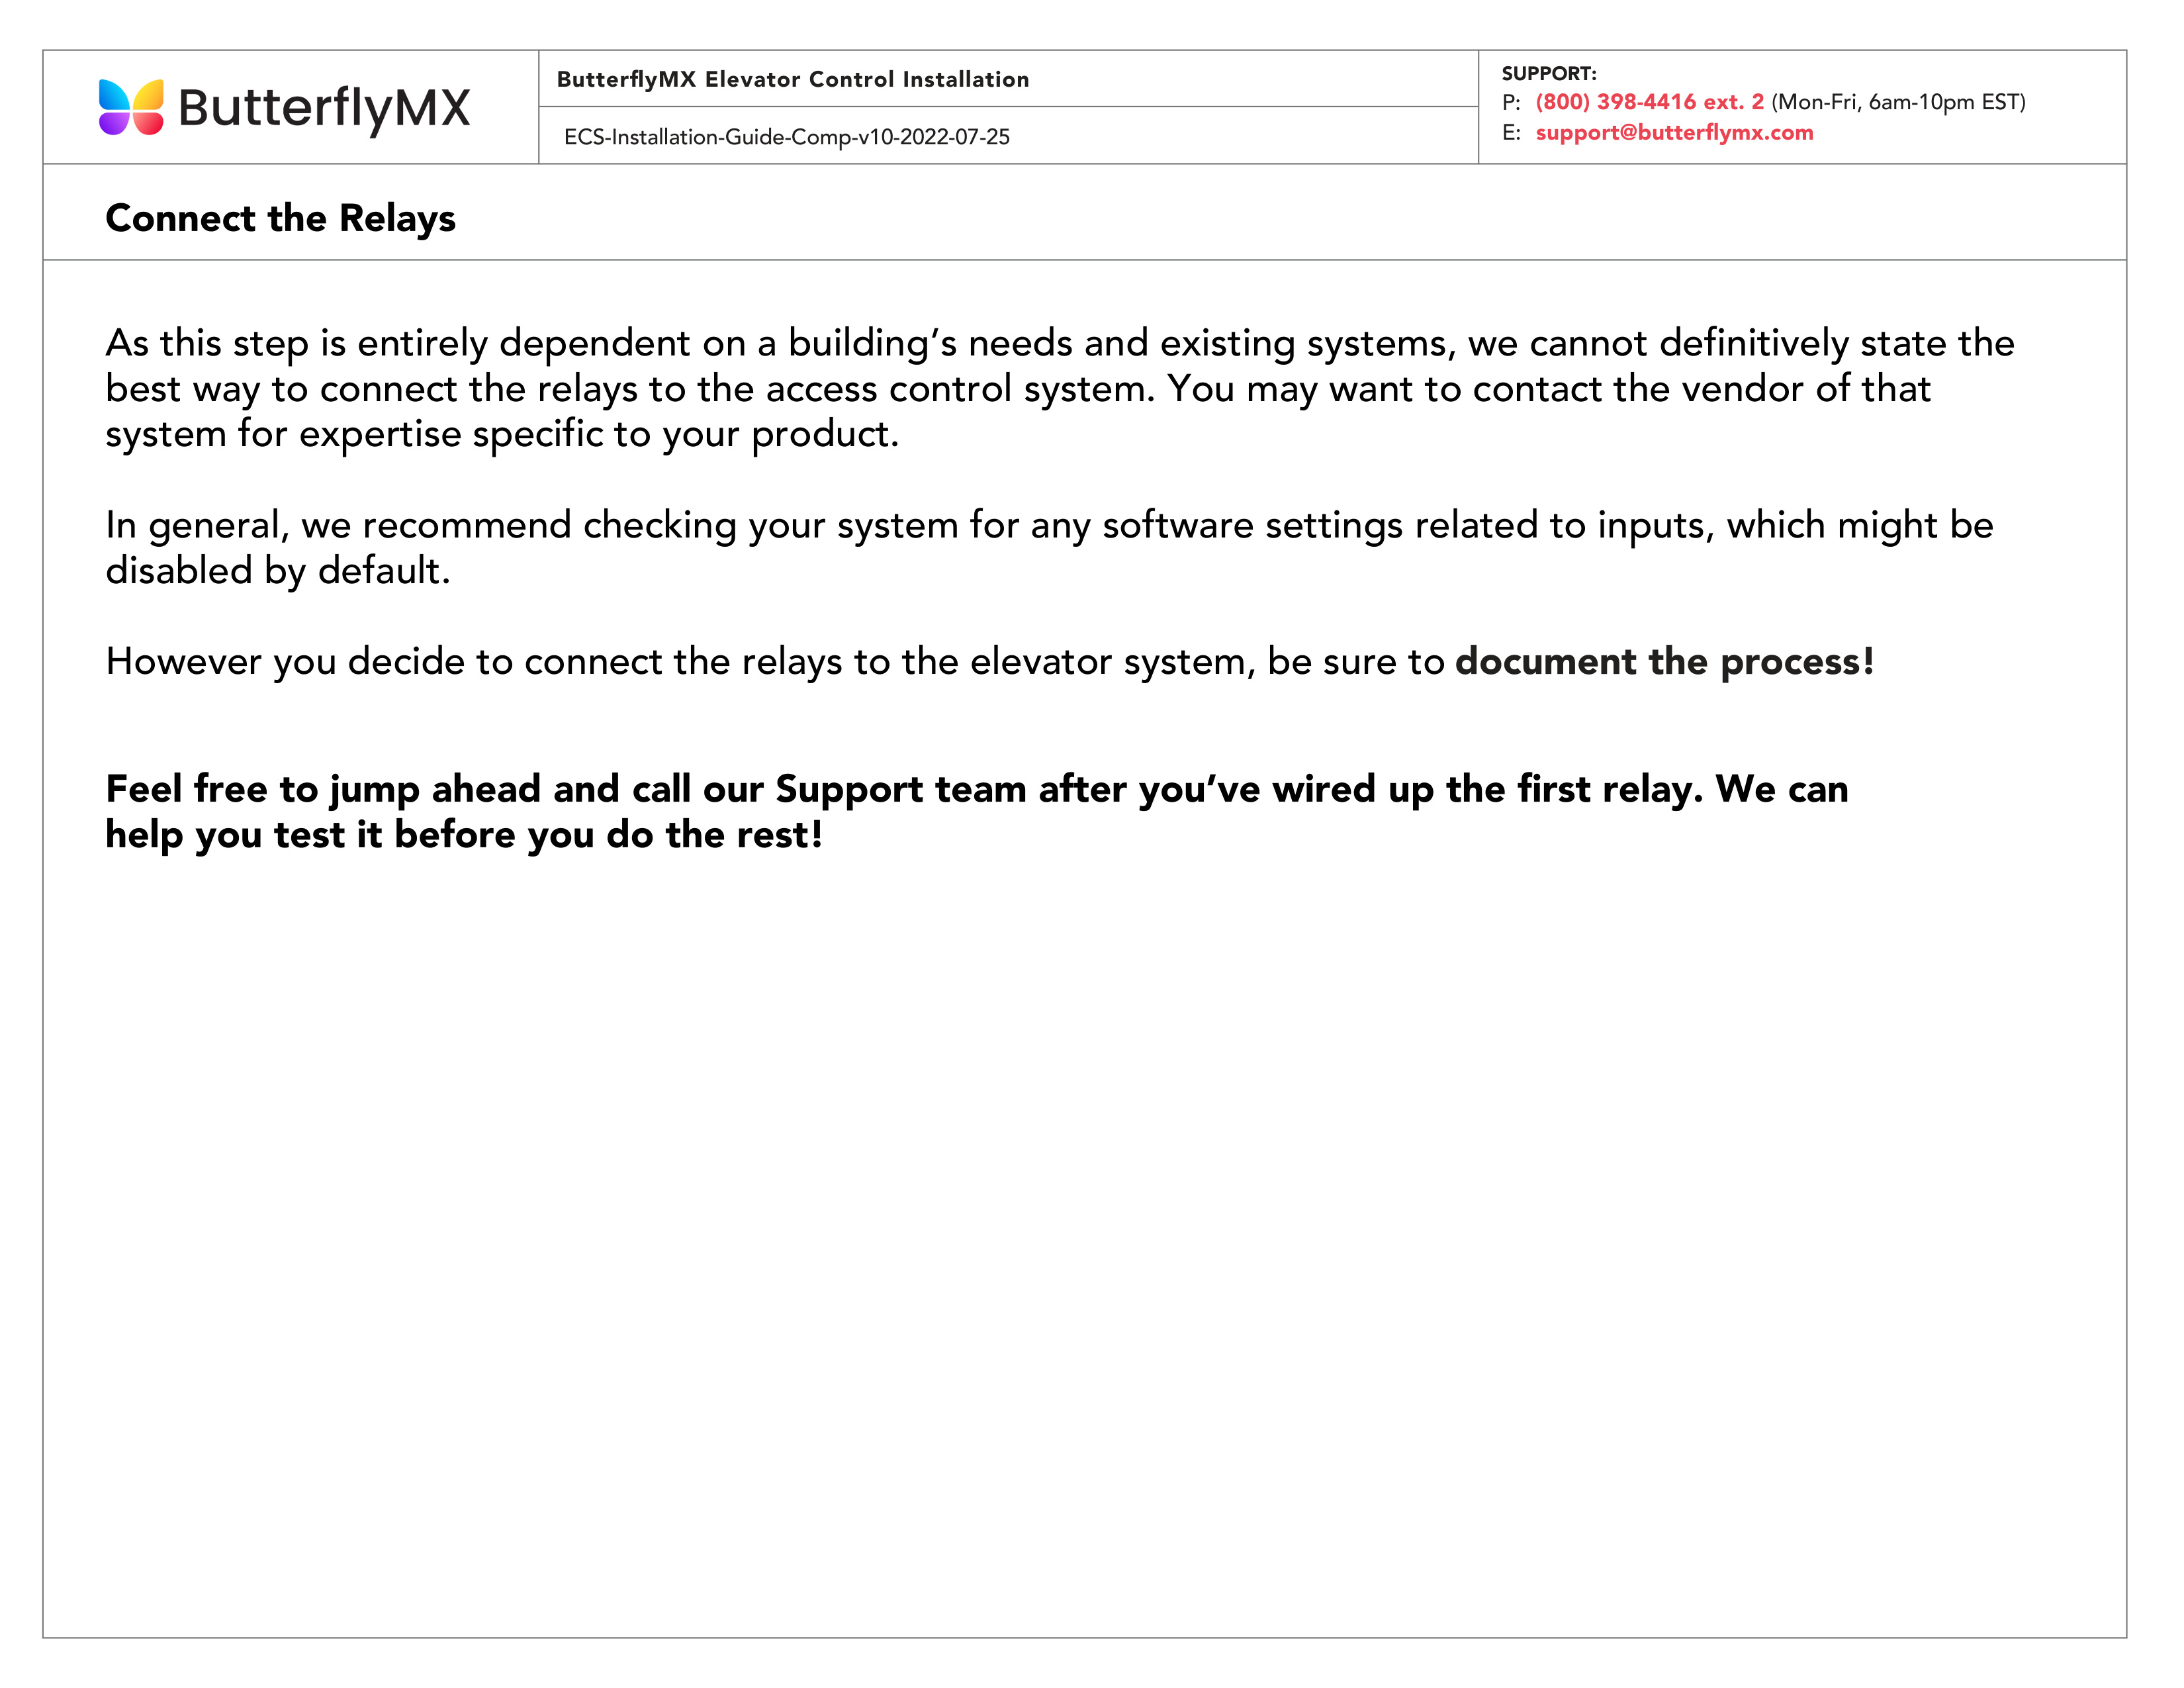 ButterflyMX
ButterflyMX Elevator Control Installation
ECS-Installation-Guide-Comp-v10-2022-07-25
SUPPORT:
P: (800) 398-4416 ext. 2 (Mon-Fri, 6am-10pm EST)
E: support@butterflymx.com
Connect the Relays
As this step is entirely dependent on a building’s needs and existing systems, we cannot definitively state the
best way to connect the relays to the access control system. You may want to contact the vendor of that
system for expertise specific to your product.
In general, we recommend checking your system for any software settings related to inputs, which might be
disabled by default.
However you decide to connect the relays to the elevator system, be sure to document the process!
Feel free to jump ahead and call our Support team after you’ve wired up the first relay. We can
help you test it before you do the rest!